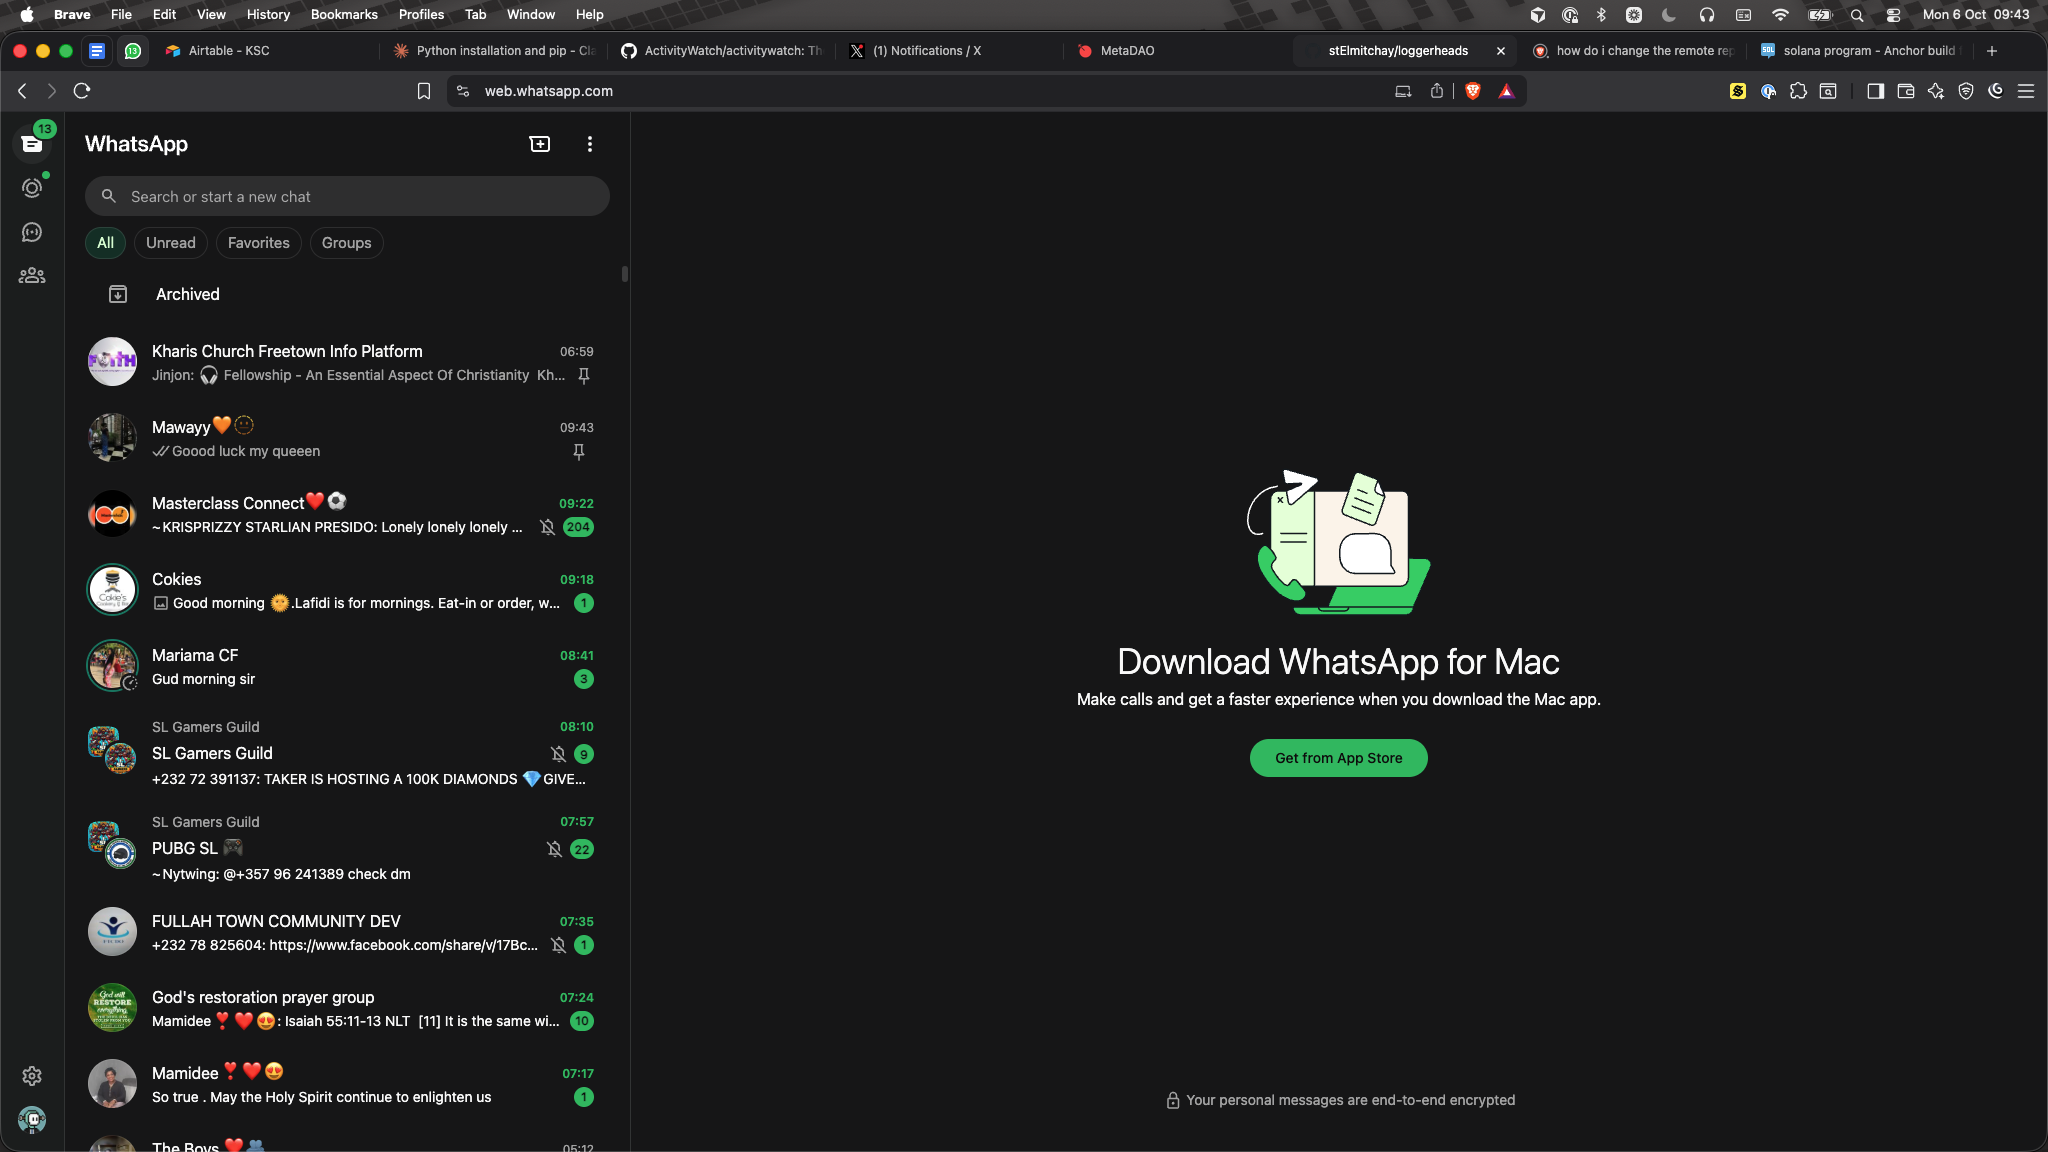 Brave File Edit View History Bookmarks Profiles Tab Window Help Mon 6 Oct 09:43
13 Airtable - KSC Python installation and pip - Cla ActivityWatch/activitywatch: Th (1) Notifications / X MetaDAO stElmitchay/loggerheads how do i change the remote rep solana program - Anchor build f
web.whatsapp.com
13
WhatsApp
Search or start a new chat
All Unread Favorites Groups
Archived
Kharis Church Freetown Info Platform 06:59
Jinjon: 🎧 Fellowship - An Essential Aspect Of Christianity Kh...
Mawayy🧡🫥 09:43
Goood luck my queeen
Masterclass Connect❤️⚽ 09:22
~KRISPRIZZY STARLIAN PRESIDO: Lonely lonely lonely ... 204
Cokies 09:18
Good morning 🌞.Lafidi is for mornings. Eat-in or order, w... 1
Mariama CF 08:41
Gud morning sir 3
SL Gamers Guild 08:10
SL Gamers Guild 9
+232 72 391137: TAKER IS HOSTING A 100K DIAMONDS 💎GIVE...
SL Gamers Guild 07:57
PUBG SL 🎮 22
~Nytwing: @+357 96 241389 check dm
FULLAH TOWN COMMUNITY DEV 07:35
+232 78 825604: https://www.facebook.com/share/v/17Bc... 1
God's restoration prayer group 07:24
Mamidee❣️❤️😍: Isaiah 55:11-13 NLT [11] It is the same wi... 10
Mamidee❣️❤️😍 07:17
So true . May the Holy Spirit continue to enlighten us 1
The Boys ❤️🫂 05:12
Download WhatsApp for Mac
Make calls and get a faster experience when you download the Mac app.
Get from App Store
Your personal messages are end-to-end encrypted